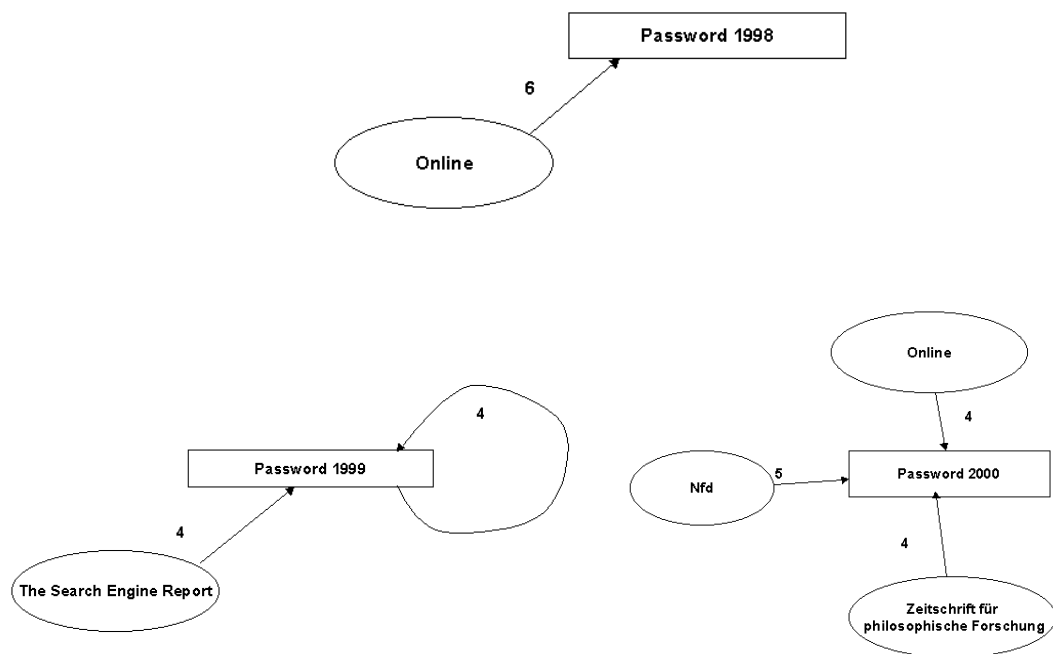 Password 1998
6
Online
Online
4
4
Password 1999
5
Password 2000
Nfd
4
4
The Search Engine Report
Zeitschrift für
philosophische Forschung